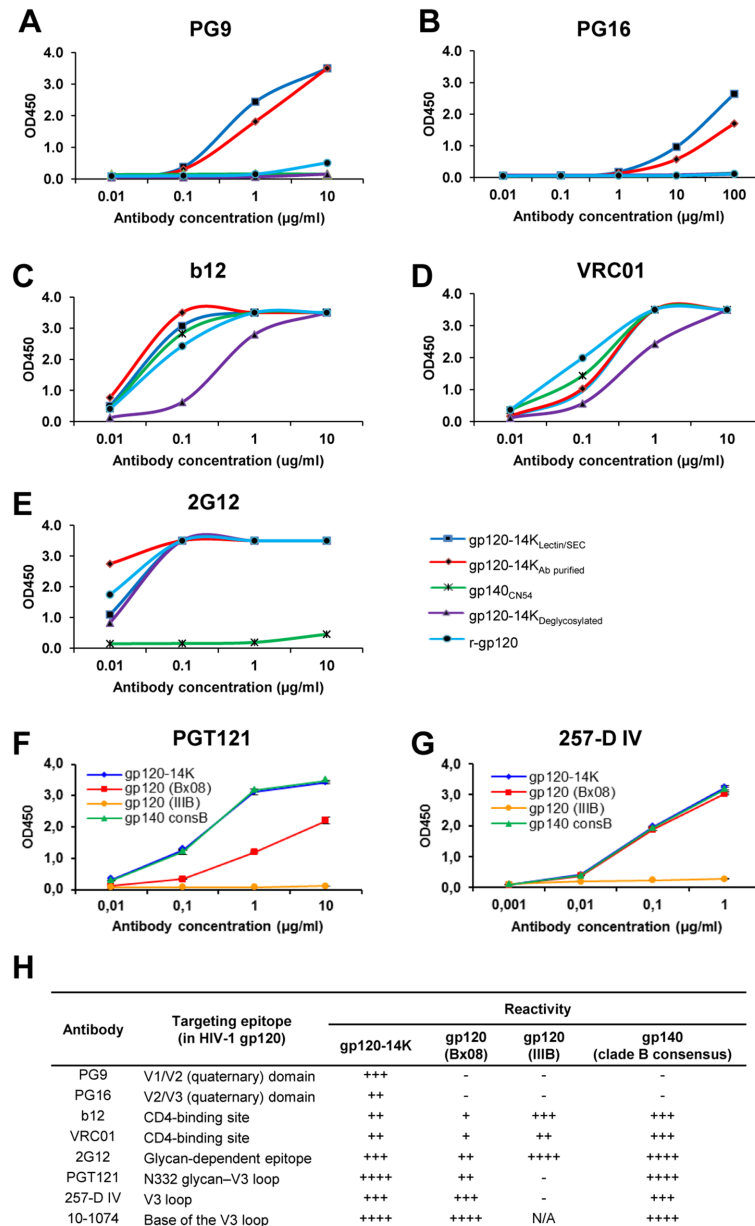 A
PG9
4.0
3.0
2.0
1.0
0.0
OD450
0.01 0.1 1 10
Antibody concentration (µg/ml)
B
PG16
4.0
3.0
2.0
1.0
0.0
OD450
0.01 0.1 1 10 100
Antibody concentration (µg/ml)
C
b12
4.0
3.0
2.0
1.0
0.0
OD450
0.01 0.1 1 10
Antibody concentration (ug/ml)
D
VRC01
4.0
3.0
2.0
1.0
0.0
OD450
0.01 0.1 1 10
Antibody concentration (µg/ml)
E
2G12
4.0
3.0
2.0
1.0
0.0
OD450
0.01 0.1 1 10
Antibody concentration (µg/ml)
gp120-14K Lectin/SEC
gp120-14K Ab purified
gp140 CN54
gp120-14K Deglycosylated
r-gp120
F
PGT121
4,0
3,0
2,0
1,0
0,0
OD450
gp120-14K
gp120 (Bx08)
gp120 (IIIB)
gp140 consB
0,01 0,1 1 10
Antibody concentration (µg/ml)
G
257-D IV
4,0
3,0
2,0
1,0
0,0
OD450
gp120-14K
gp120 (Bx08)
gp120 (IIIB)
gp140 consB
0,001 0,01 0,1 1
Antibody concentration (µg/ml)
H
Antibody
Targeting epitope
(in HIV-1 gp120)
Reactivity
gp120-14K
gp120
(Bx08)
gp120
(IIIB)
gp140
(clade B consensus)
PG9 V1/V2 (quaternary) domain +++ - - -
PG16 V2/V3 (quaternary) domain ++ - - -
b12 CD4-binding site ++ + +++ +++
VRC01 CD4-binding site ++ + ++ +++
2G12 Glycan-dependent epitope +++ ++ ++++ ++++
PGT121 N332 glycan–V3 loop ++++ ++ - ++++
257-D IV V3 loop +++ +++ - +++
10-1074 Base of the V3 loop ++++ ++++ N/A ++++